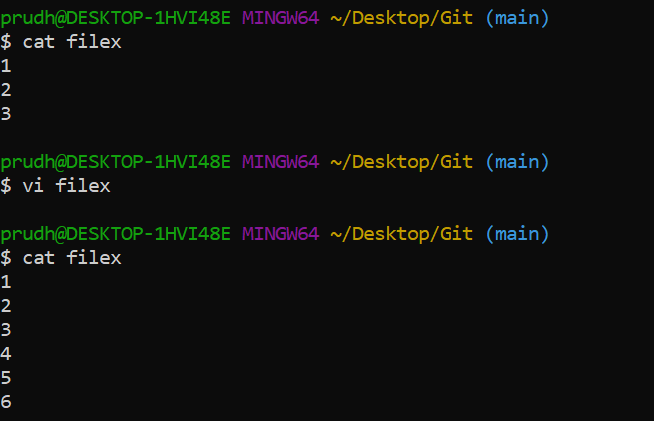 prudh@DESKTOP-1HVI48E MINGW64 ~/Desktop/Git (main)
$ cat filex
1
2
3
prudh@DESKTOP-1HVI48E MINGW64 ~/Desktop/Git (main)
$ vi filex
prudh@DESKTOP-1HVI48E MINGW64 ~/Desktop/Git (main)
$ cat filex
1
2
3
4
5
6